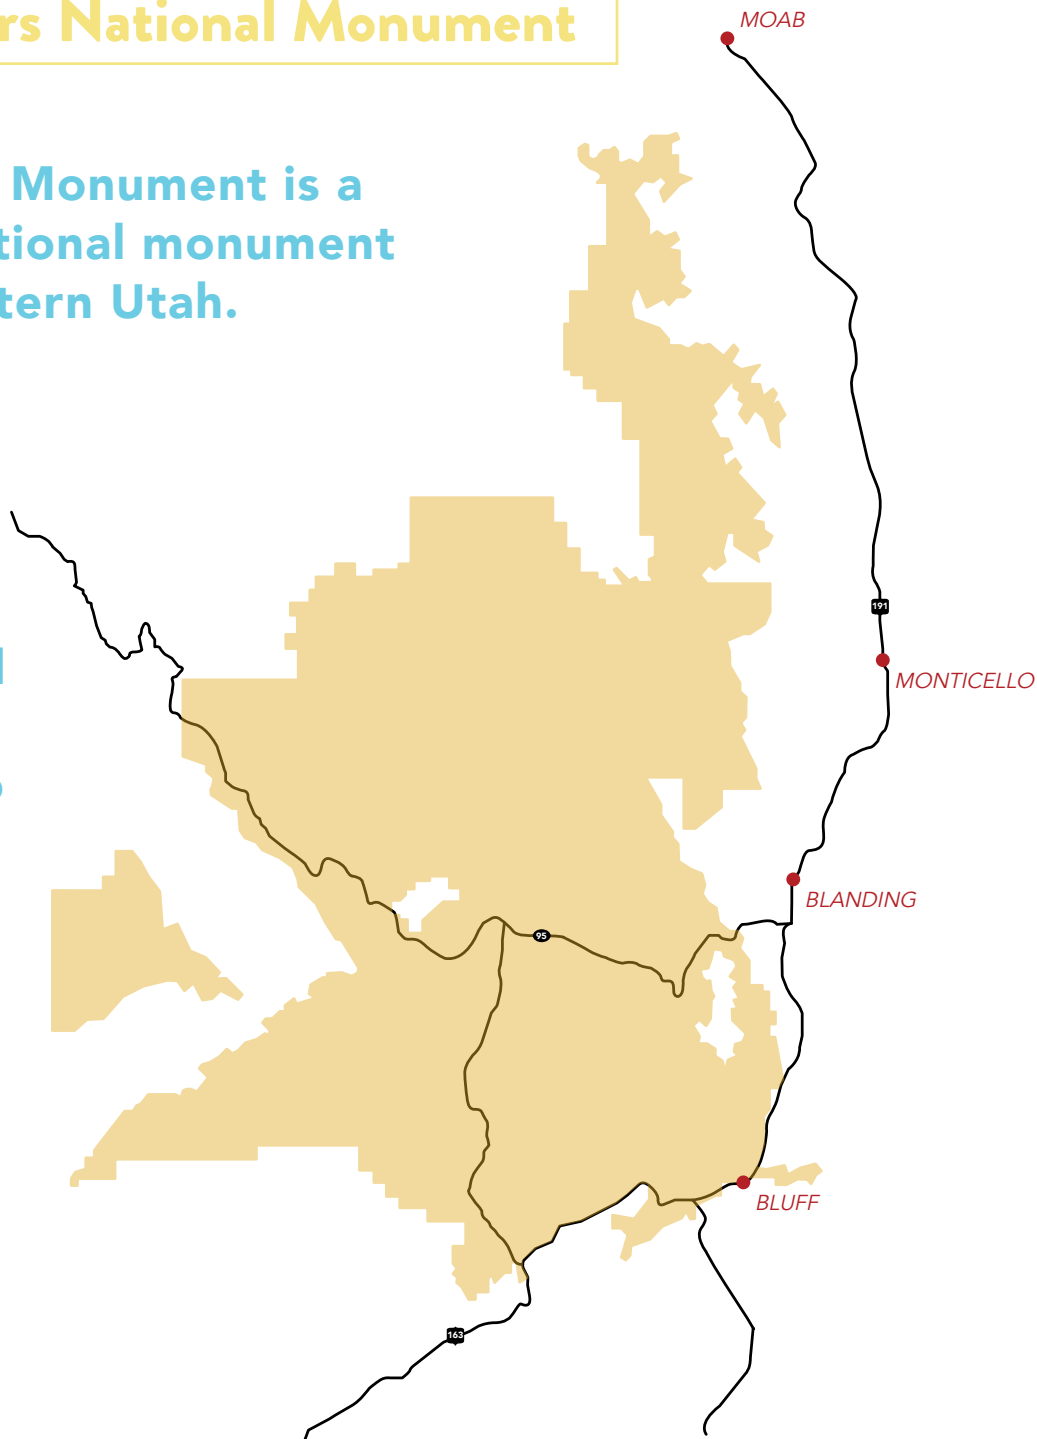 rs National Monument
MOAB
Monument is a
tional monument
tern Utah.
191
MONTICELLO
BLANDING
95
BLUFF
163